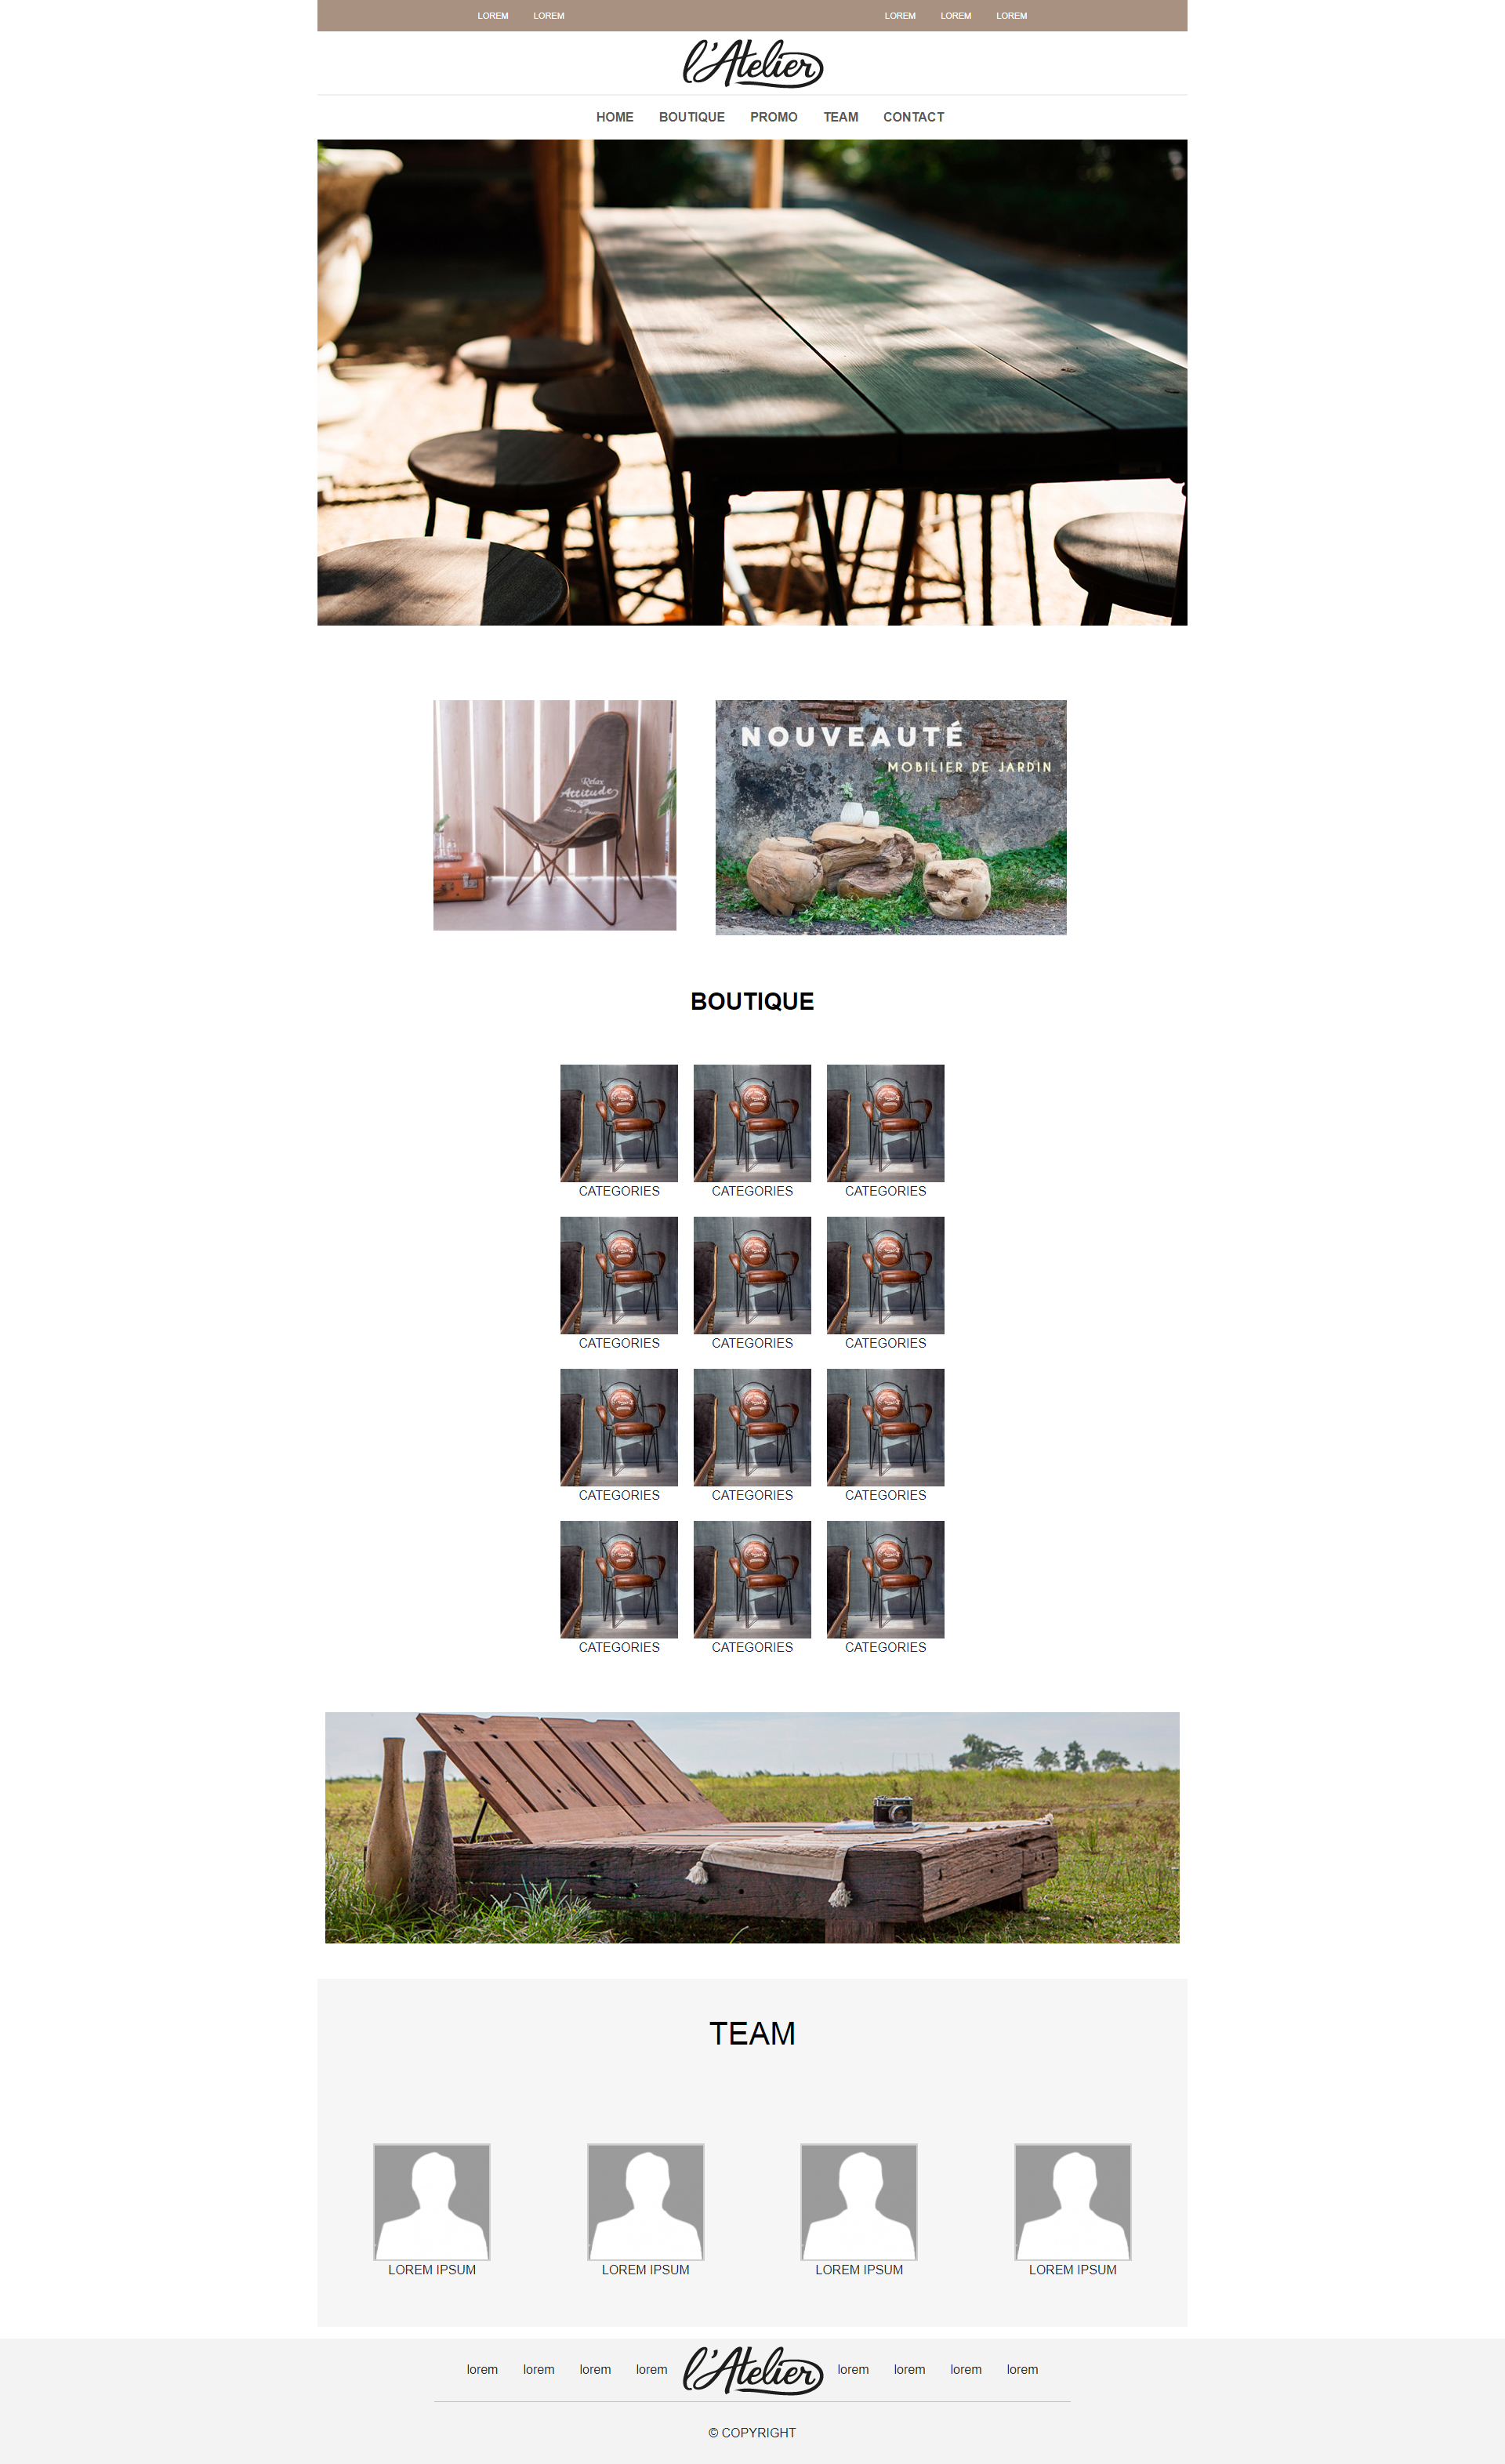 LOREM LOREM LOREM LOREM LOREM
l'Atelier
HOME BOUTIQUE PROMO TEAM CONTACT
Relax
Attitude
NOUVEAUTÉ
MOBILIER DE JARDIN
BOUTIQUE
CATEGORIES CATEGORIES CATEGORIES
CATEGORIES CATEGORIES CATEGORIES
CATEGORIES CATEGORIES CATEGORIES
CATEGORIES CATEGORIES CATEGORIES
TEAM
LOREM IPSUM LOREM IPSUM LOREM IPSUM LOREM IPSUM
lorem lorem lorem lorem l'Atelier lorem lorem lorem lorem
© COPYRIGHT